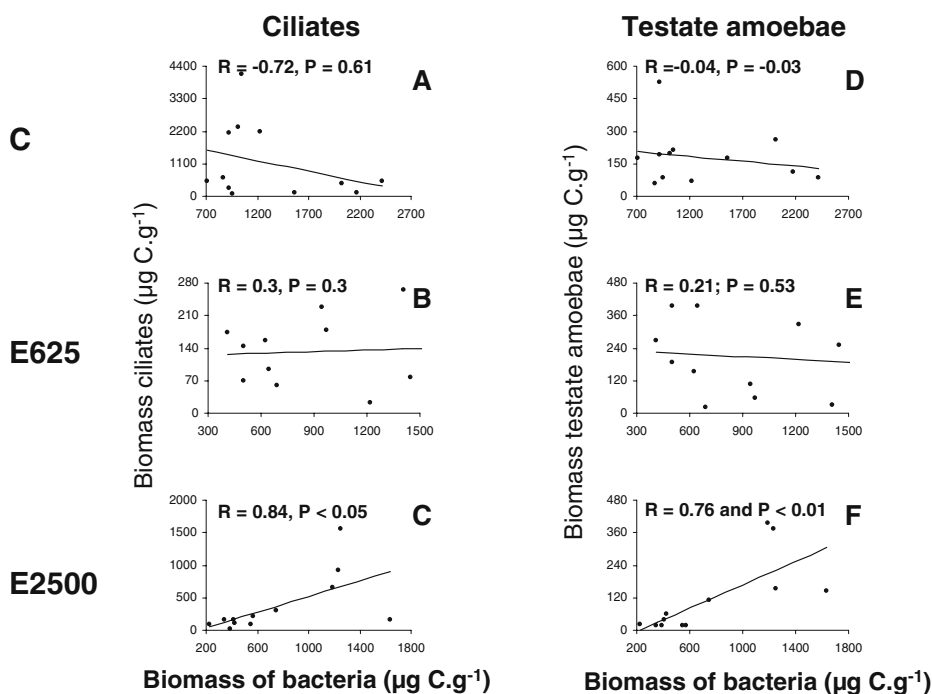 Ciliates
Testate amoebae
C
E625
E2500
Biomass ciliates (µg C.g-1)
4400
3300
2200
1100
0
R = -0.72, P = 0.61
A
700 1200 1700 2200 2700
280
210
140
70
0
R = 0.3, P = 0.3
B
300 600 900 1200 1500
2000
1500
1000
500
0
R = 0.84, P < 0.05
C
200 600 1000 1400 1800
Biomass of bacteria (µg C.g-1)
Biomass testate amoebae (µg C.g-1)
600
450
300
150
0
R =-0.04, P = -0.03
D
700 1200 1700 2200 2700
480
360
240
120
0
R = 0.21; P = 0.53
E
300 600 900 1200 1500
480
360
240
120
0
R = 0.76 and P < 0.01
F
200 600 1000 1400 1800
Biomass of bacteria (µg C.g-1)